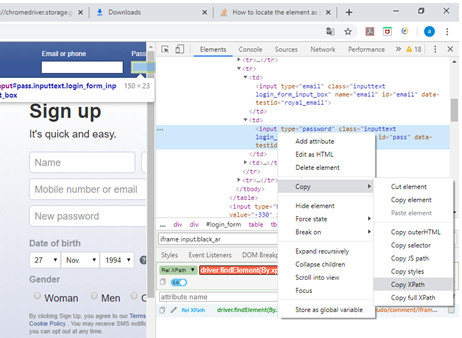 ://chromedriver.storage.g
Downloads
How to locate the element as
Email or phone
Pass
input#pass.inputtext.login_form_inp
ut_box
150 × 23
Sign up
It's quick and easy.
Name
Mobile number or email
New password
Date of birth
27
Nov.
1994
Gender
Woman
Men
By clicking Sign Up, you agree to our Terms
Cookie Policy. You may receive SMS notific
you can opt out at any time.
Elements
Console
Sources
Network
Performance
»
18
<tr>…</tr>
<tr>
<td>
<input type="email" class="inputtext
login_form_input_box" name="email" id="email" data-
testid="royal_email">
</td>
<td>
<input type="password" class="inputtext
login_
id="pass" data-
testid
</td>
<td>…</
</tr>
<tr>…</tr>
</tbody>
</table>
<input type="h
value="-330"
Add attribute
Edit as HTML
Delete element
Copy
Hide element
Force state
Break on
Expand recursively
Collapse children
Scroll into view
Focus
Store as global variable
Cut element
Copy element
Paste element
Copy outerHTML
Copy selector
Copy JS path
Copy styles
Copy XPath
Copy full XPath
... div div #login_form table tb
iframe input.black_ar
Styles
Event Listeners
DOM Break
Rel XPath
driver.findElement(By.xp
attribute name
Rel XPath
driver.findElement(By